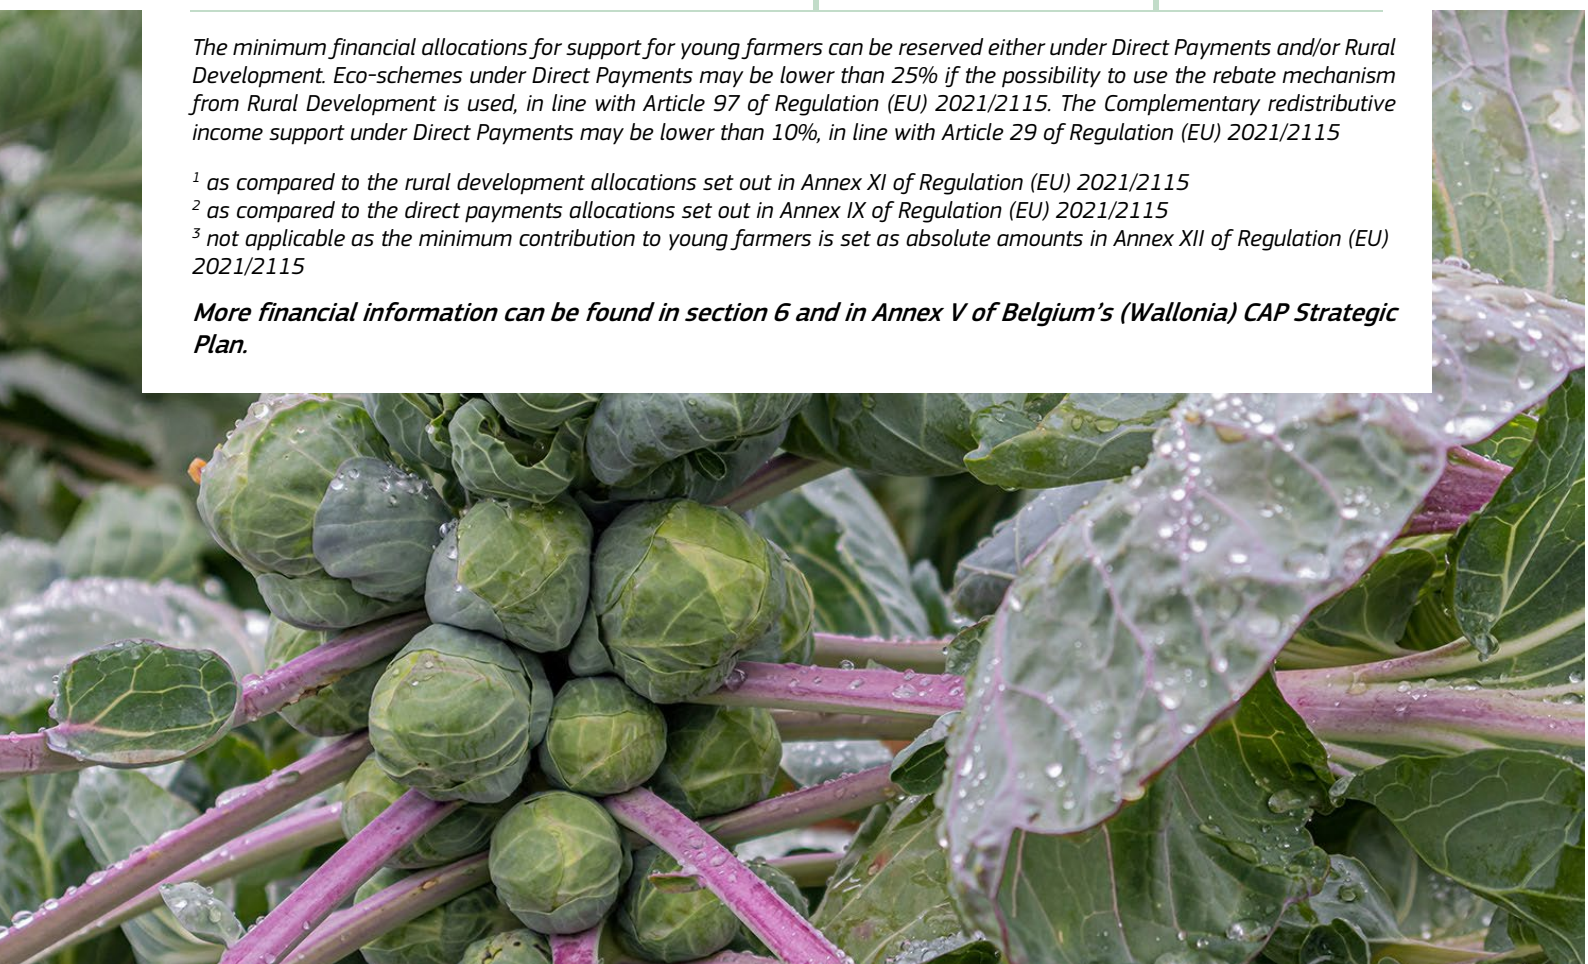 The minimum financial allocations for support for young farmers can be reserved either under Direct Payments and/or Rural
Development. Eco-schemes under Direct Payments may be lower than 25% if the possibility to use the rebate mechanism
from Rural Development is used, in line with Article 97 of Regulation (EU) 2021/2115. The Complementary redistributive
income support under Direct Payments may be lower than 10%, in line with Article 29 of Regulation (EU) 2021/2115
1 as compared to the rural development allocations set out in Annex XI of Regulation (EU) 2021/2115
2 as compared to the direct payments allocations set out in Annex IX of Regulation (EU) 2021/2115
3 not applicable as the minimum contribution to young farmers is set as absolute amounts in Annex XII of Regulation (EU)
2021/2115
More financial information can be found in section 6 and in Annex V of Belgium's (Wallonia) CAP Strategic
Plan.